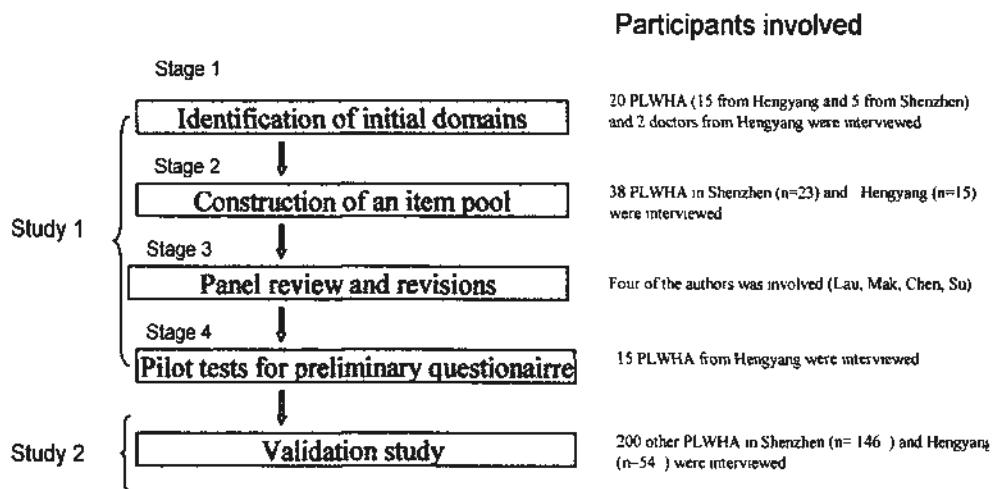 Participants involved
Stage 1
Identification of initial domains
20 PLWHA (15 from Hengyang and 5 from Shenzhen)
and 2 doctors from Hengyang were interviewed
Stage 2
Construction of an item pool
38 PLWHA in Shenzhen (n=23) and Hengyang (n=15)
were interviewed
Study 1
Stage 3
Panel review and revisions
Four of the authors was involved (Lau, Mak, Chen, Su)
Stage 4
Pilot tests for preliminary questionairre
15 PLWHA from Hengyang were interviewed
Study 2
Validation study
200 other PLWHA in Shenzhen (n= 146 ) and Hengyang
(n=54 ) were interviewed